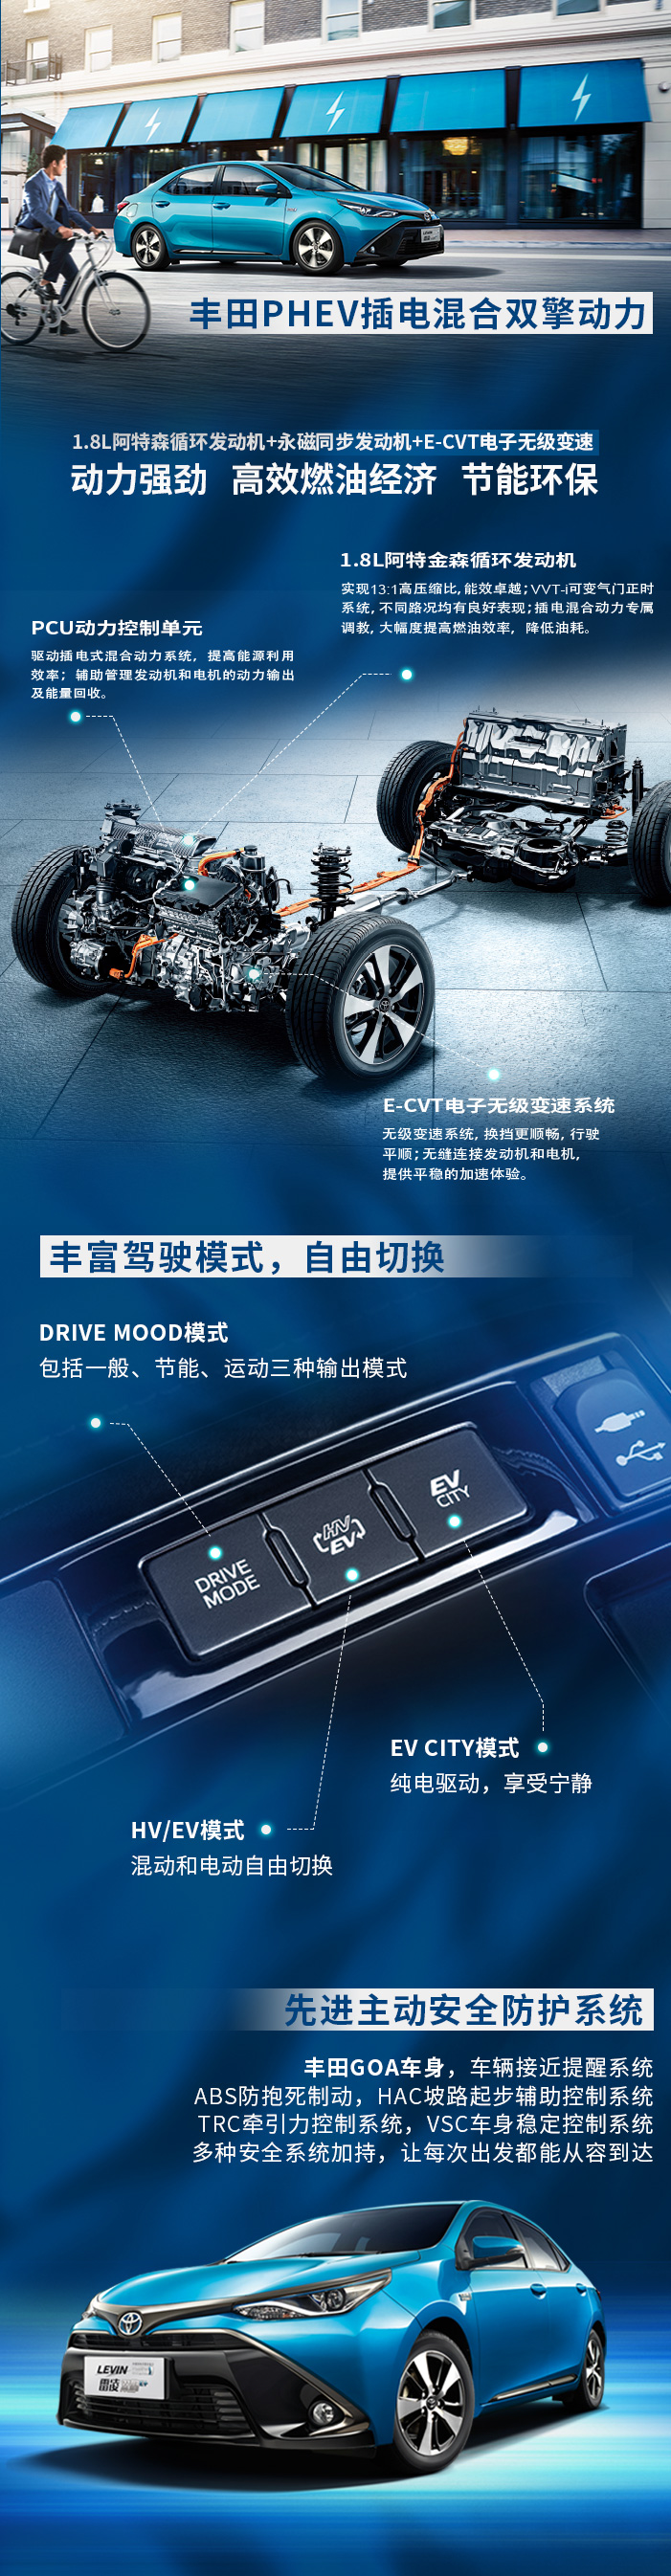 丰田PHEV插电混合双擎动力
1.8L阿特森循环发动机+永磁同步发动机+E-CVT电子无级变速
动力强劲 高效燃油经济 节能环保
1.8L阿特金森循环发动机
实现13:1高压缩比,能效卓越;VVT-i可变气门正时
系统,不同路况均有良好表现;插电混合动力专属
调教,大幅度提高燃油效率,降低油耗。
PCU动力控制单元
驱动插电式混合动力系统,提高能源利用
效率;辅助管理发动机和电机的动力输出
及能量回收。
E-CVT电子无级变速系统
无级变速系统,换挡更顺畅,行驶
平顺;无缝连接发动机和电机,
提供平稳的加速体验。
丰富驾驶模式,自由切换
DRIVE MOOD模式
包括一般、节能、运动三种输出模式
EV
CITY
HV
EV
DRIVE
MODE
EV CITY模式
纯电驱动,享受宁静
HV/EV模式
混动和电动自由切换
先进主动安全防护系统
丰田GOA车身,车辆接近提醒系统
ABS防抱死制动,HAC坡路起步辅助控制系统
TRC牵引力控制系统,VSC车身稳定控制系统
多种安全系统加持,让每次出发都能从容到达
LEVIN
雷凌